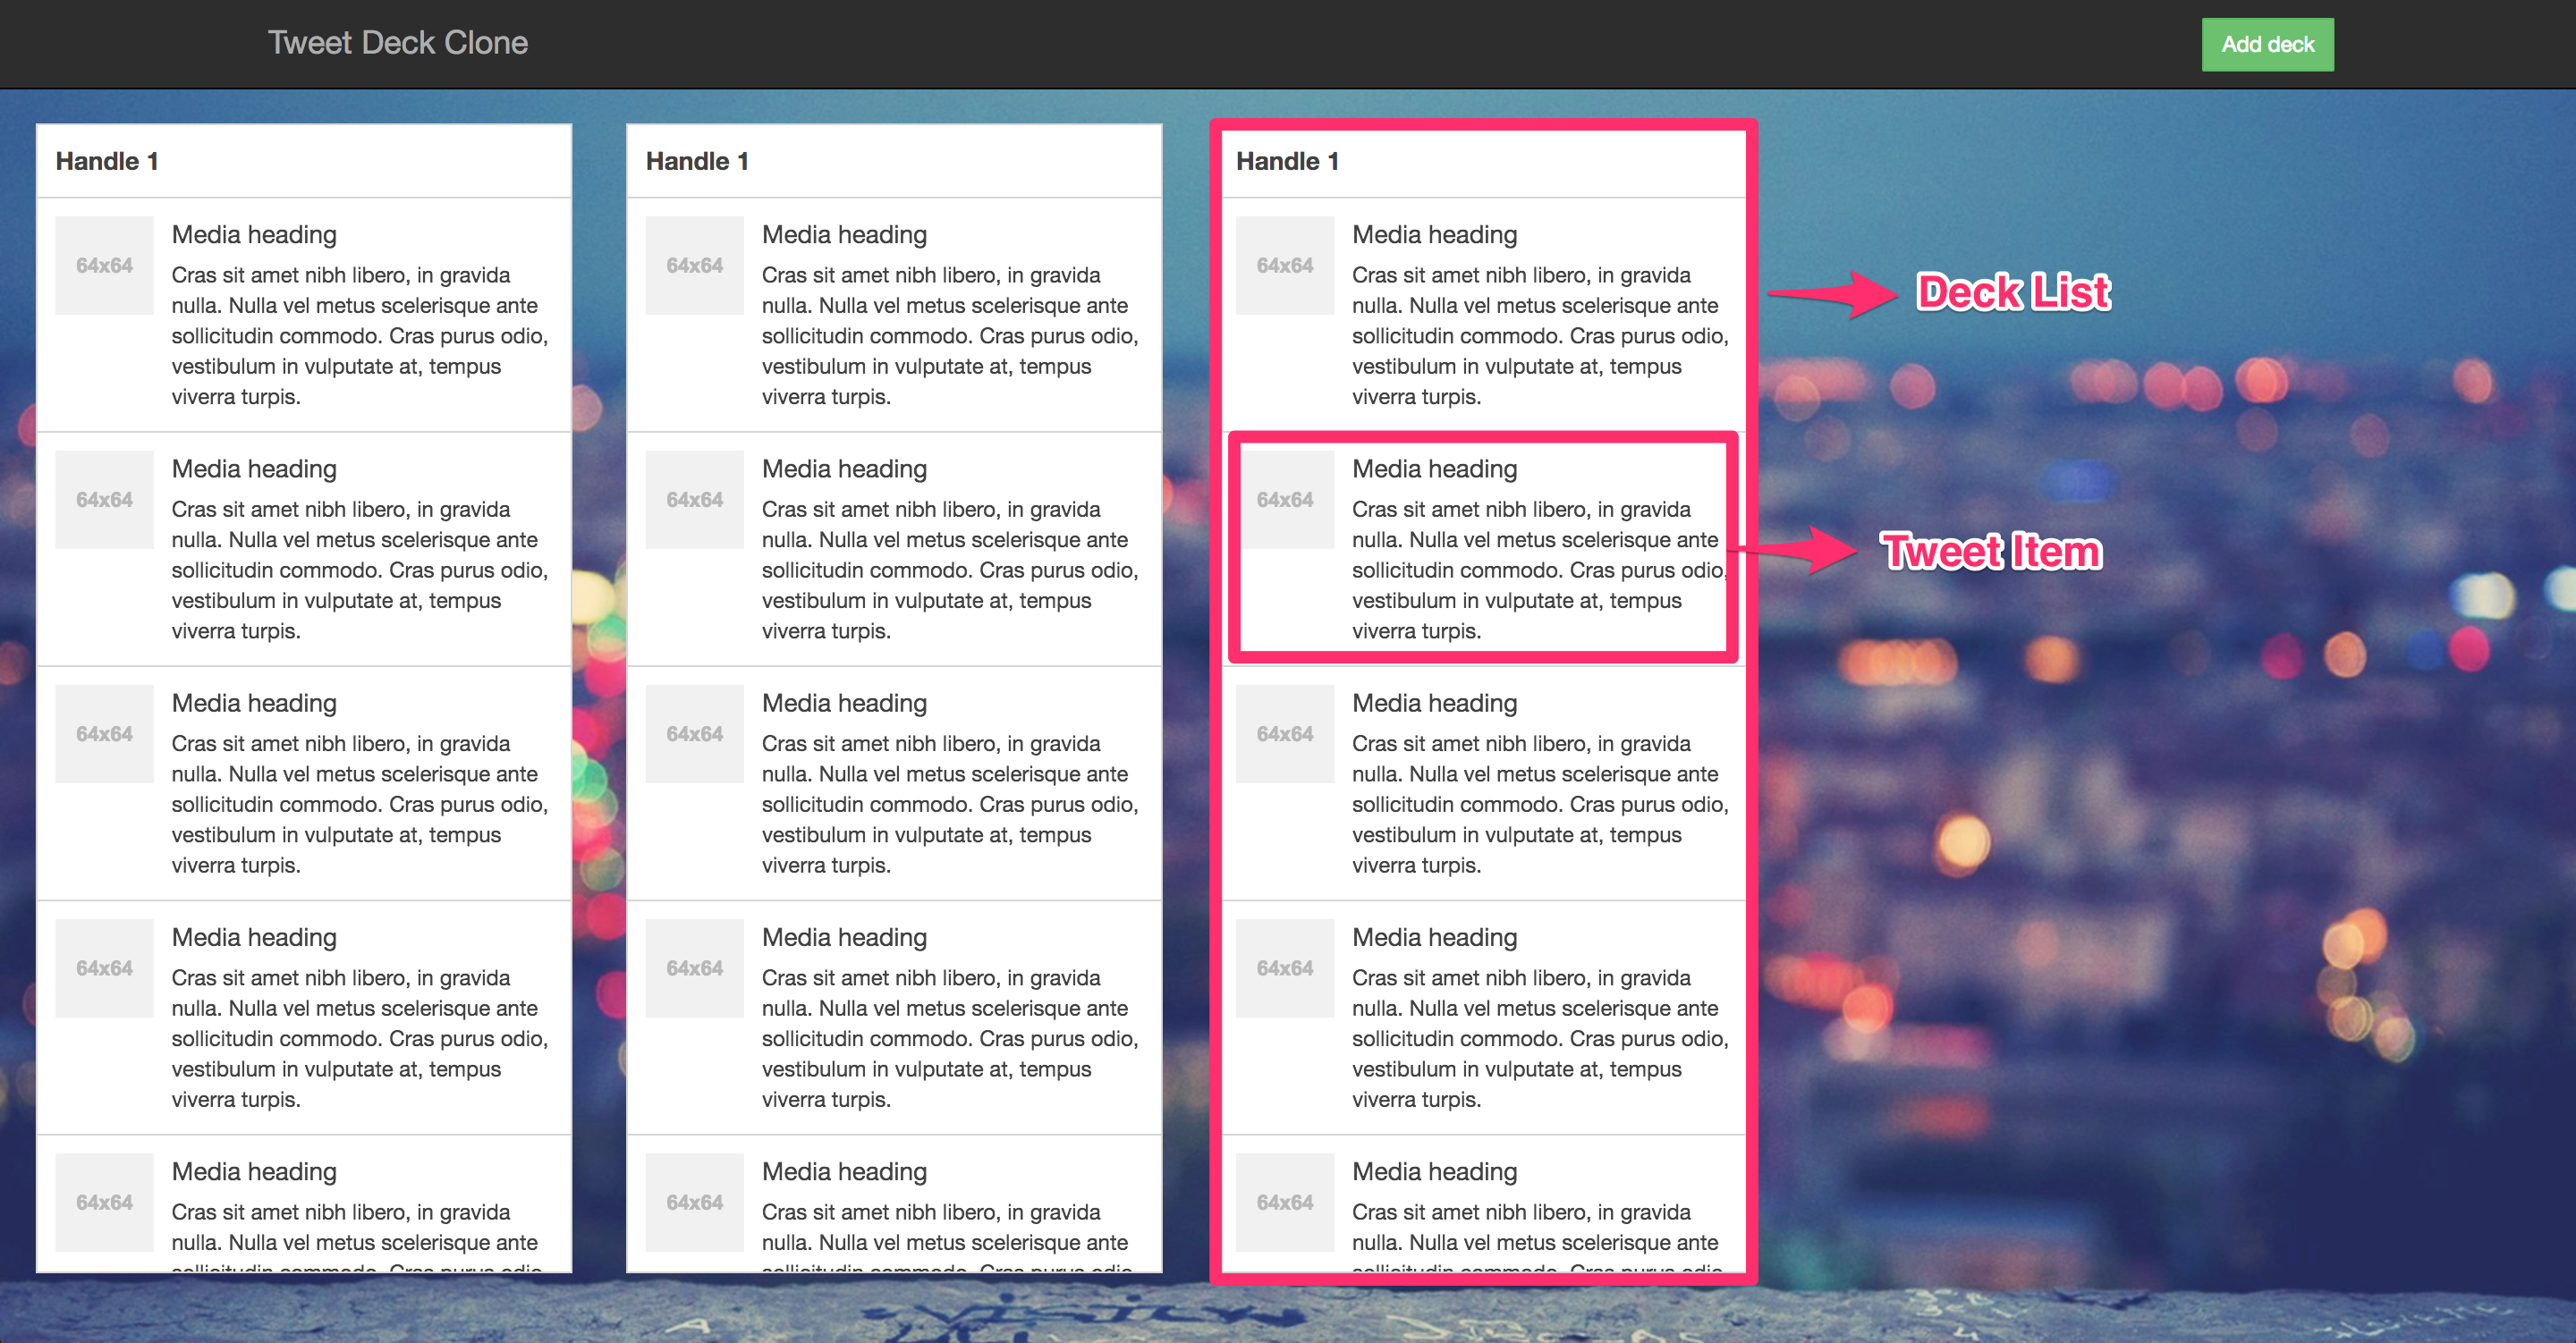 Tweet Deck Clone
Add deck
Handle 1
Media heading
64x64
Cras sit amet nibh libero, in gravida
nulla. Nulla vel metus scelerisque ante
sollicitudin commodo. Cras purus odio,
vestibulum in vulputate at, tempus
viverra turpis.
Media heading
64x64
Cras sit amet nibh libero, in gravida
nulla. Nulla vel metus scelerisque ante
sollicitudin commodo. Cras purus odio,
vestibulum in vulputate at, tempus
viverra turpis.
Media heading
64x64
Cras sit amet nibh libero, in gravida
nulla. Nulla vel metus scelerisque ante
sollicitudin commodo. Cras purus odio,
vestibulum in vulputate at, tempus
viverra turpis.
Media heading
64x64
Cras sit amet nibh libero, in gravida
nulla. Nulla vel metus scelerisque ante
sollicitudin commodo. Cras purus odio,
vestibulum in vulputate at, tempus
viverra turpis.
Media heading
64x64
Cras sit amet nibh libero, in gravida
nulla. Nulla vel metus scelerisque ante
sollicitudin commodo. Cras purus odio,
Handle 1
Media heading
64x64
Cras sit amet nibh libero, in gravida
nulla. Nulla vel metus scelerisque ante
sollicitudin commodo. Cras purus odio,
vestibulum in vulputate at, tempus
viverra turpis.
Media heading
64x64
Cras sit amet nibh libero, in gravida
nulla. Nulla vel metus scelerisque ante
sollicitudin commodo. Cras purus odio,
vestibulum in vulputate at, tempus
viverra turpis.
Media heading
64x64
Cras sit amet nibh libero, in gravida
nulla. Nulla vel metus scelerisque ante
sollicitudin commodo. Cras purus odio,
vestibulum in vulputate at, tempus
viverra turpis.
Media heading
64x64
Cras sit amet nibh libero, in gravida
nulla. Nulla vel metus scelerisque ante
sollicitudin commodo. Cras purus odio,
vestibulum in vulputate at, tempus
viverra turpis.
Media heading
64x64
Cras sit amet nibh libero, in gravida
nulla. Nulla vel metus scelerisque ante
sollicitudin commodo. Cras purus odio,
Handle 1
Media heading
64x64
Cras sit amet nibh libero, in gravida
nulla. Nulla vel metus scelerisque ante
sollicitudin commodo. Cras purus odio,
vestibulum in vulputate at, tempus
viverra turpis.
Media heading
64x64
Cras sit amet nibh libero, in gravida
nulla. Nulla vel metus scelerisque ante
sollicitudin commodo. Cras purus odio,
vestibulum in vulputate at, tempus
viverra turpis.
Media heading
64x64
Cras sit amet nibh libero, in gravida
nulla. Nulla vel metus scelerisque ante
sollicitudin commodo. Cras purus odio,
vestibulum in vulputate at, tempus
viverra turpis.
Media heading
64x64
Cras sit amet nibh libero, in gravida
nulla. Nulla vel metus scelerisque ante
sollicitudin commodo. Cras purus odio,
vestibulum in vulputate at, tempus
viverra turpis.
Media heading
64x64
Cras sit amet nibh libero, in gravida
nulla. Nulla vel metus scelerisque ante
sollicitudin commodo. Cras purus odio,
Deck List
Tweet Item